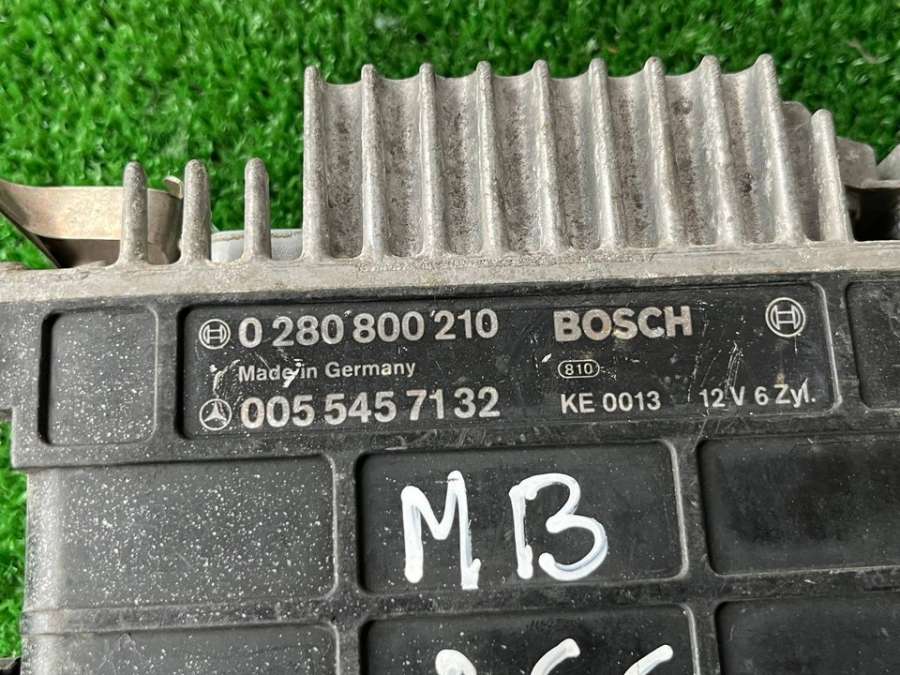 0 280 800 210 BOSCH
Made in Germany 810
005 545 71 32 KE 0013 12 V 6 Zyl.
MB